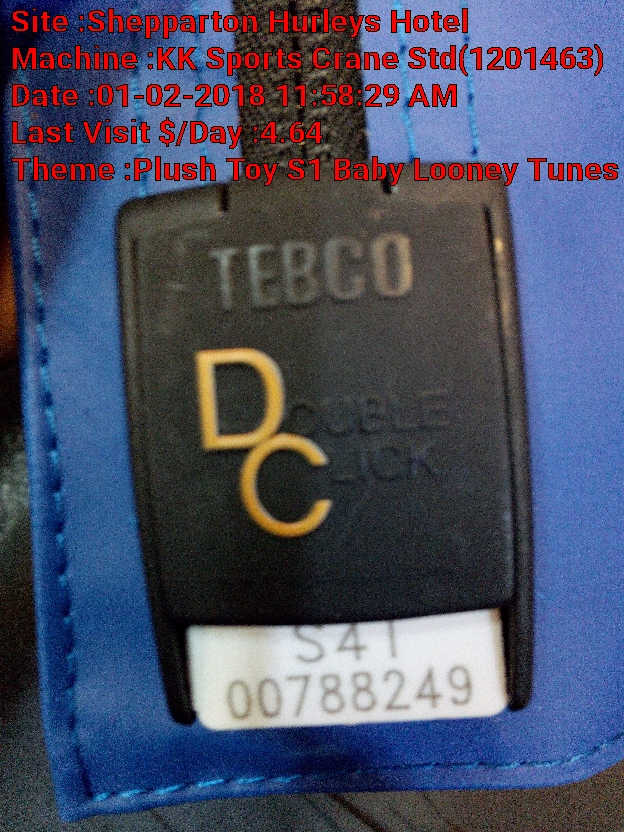 Site :Shepparton Hurleys Hotel
Machine :KK Sports Crane Std(1201463)
Date :01-02-2018 11:58:29 AM
Last Visit $/Day :4.64
Theme :Plush Toy S1 Baby Looney Tunes
TEBCO
DOUBLE
CLICK
S41
00788249